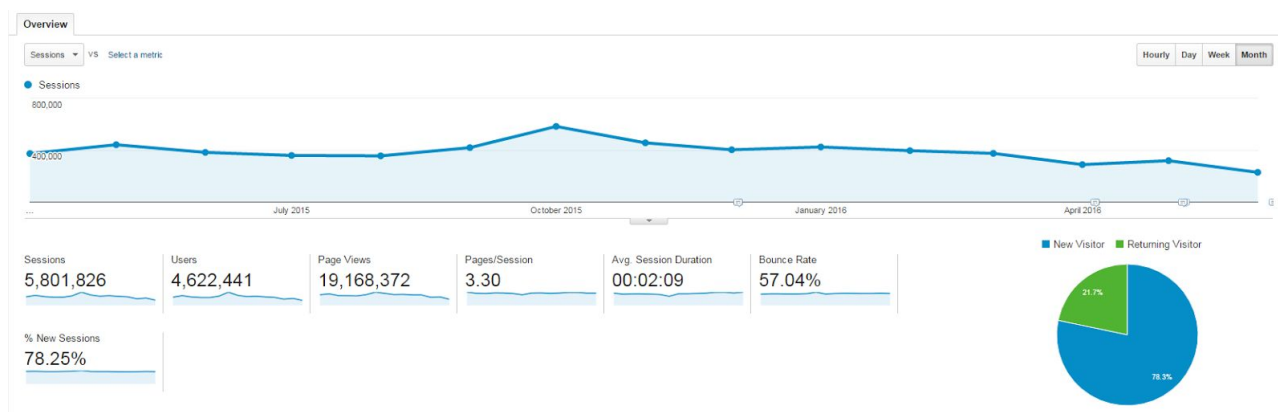 Overview
Sessions VS Select a metric
Hourly Day Week Month
Sessions
800,000
400,000
... July 2015 October 2015 January 2016 April 2016
New Visitor Returning Visitor
Sessions Users Page Views Pages/Session Avg. Session Duration Bounce Rate
5,801,826 4,622,441 19,168,372 3.30 00:02:09 57.04%
21.7%
% New Sessions
78.25%
78.3%